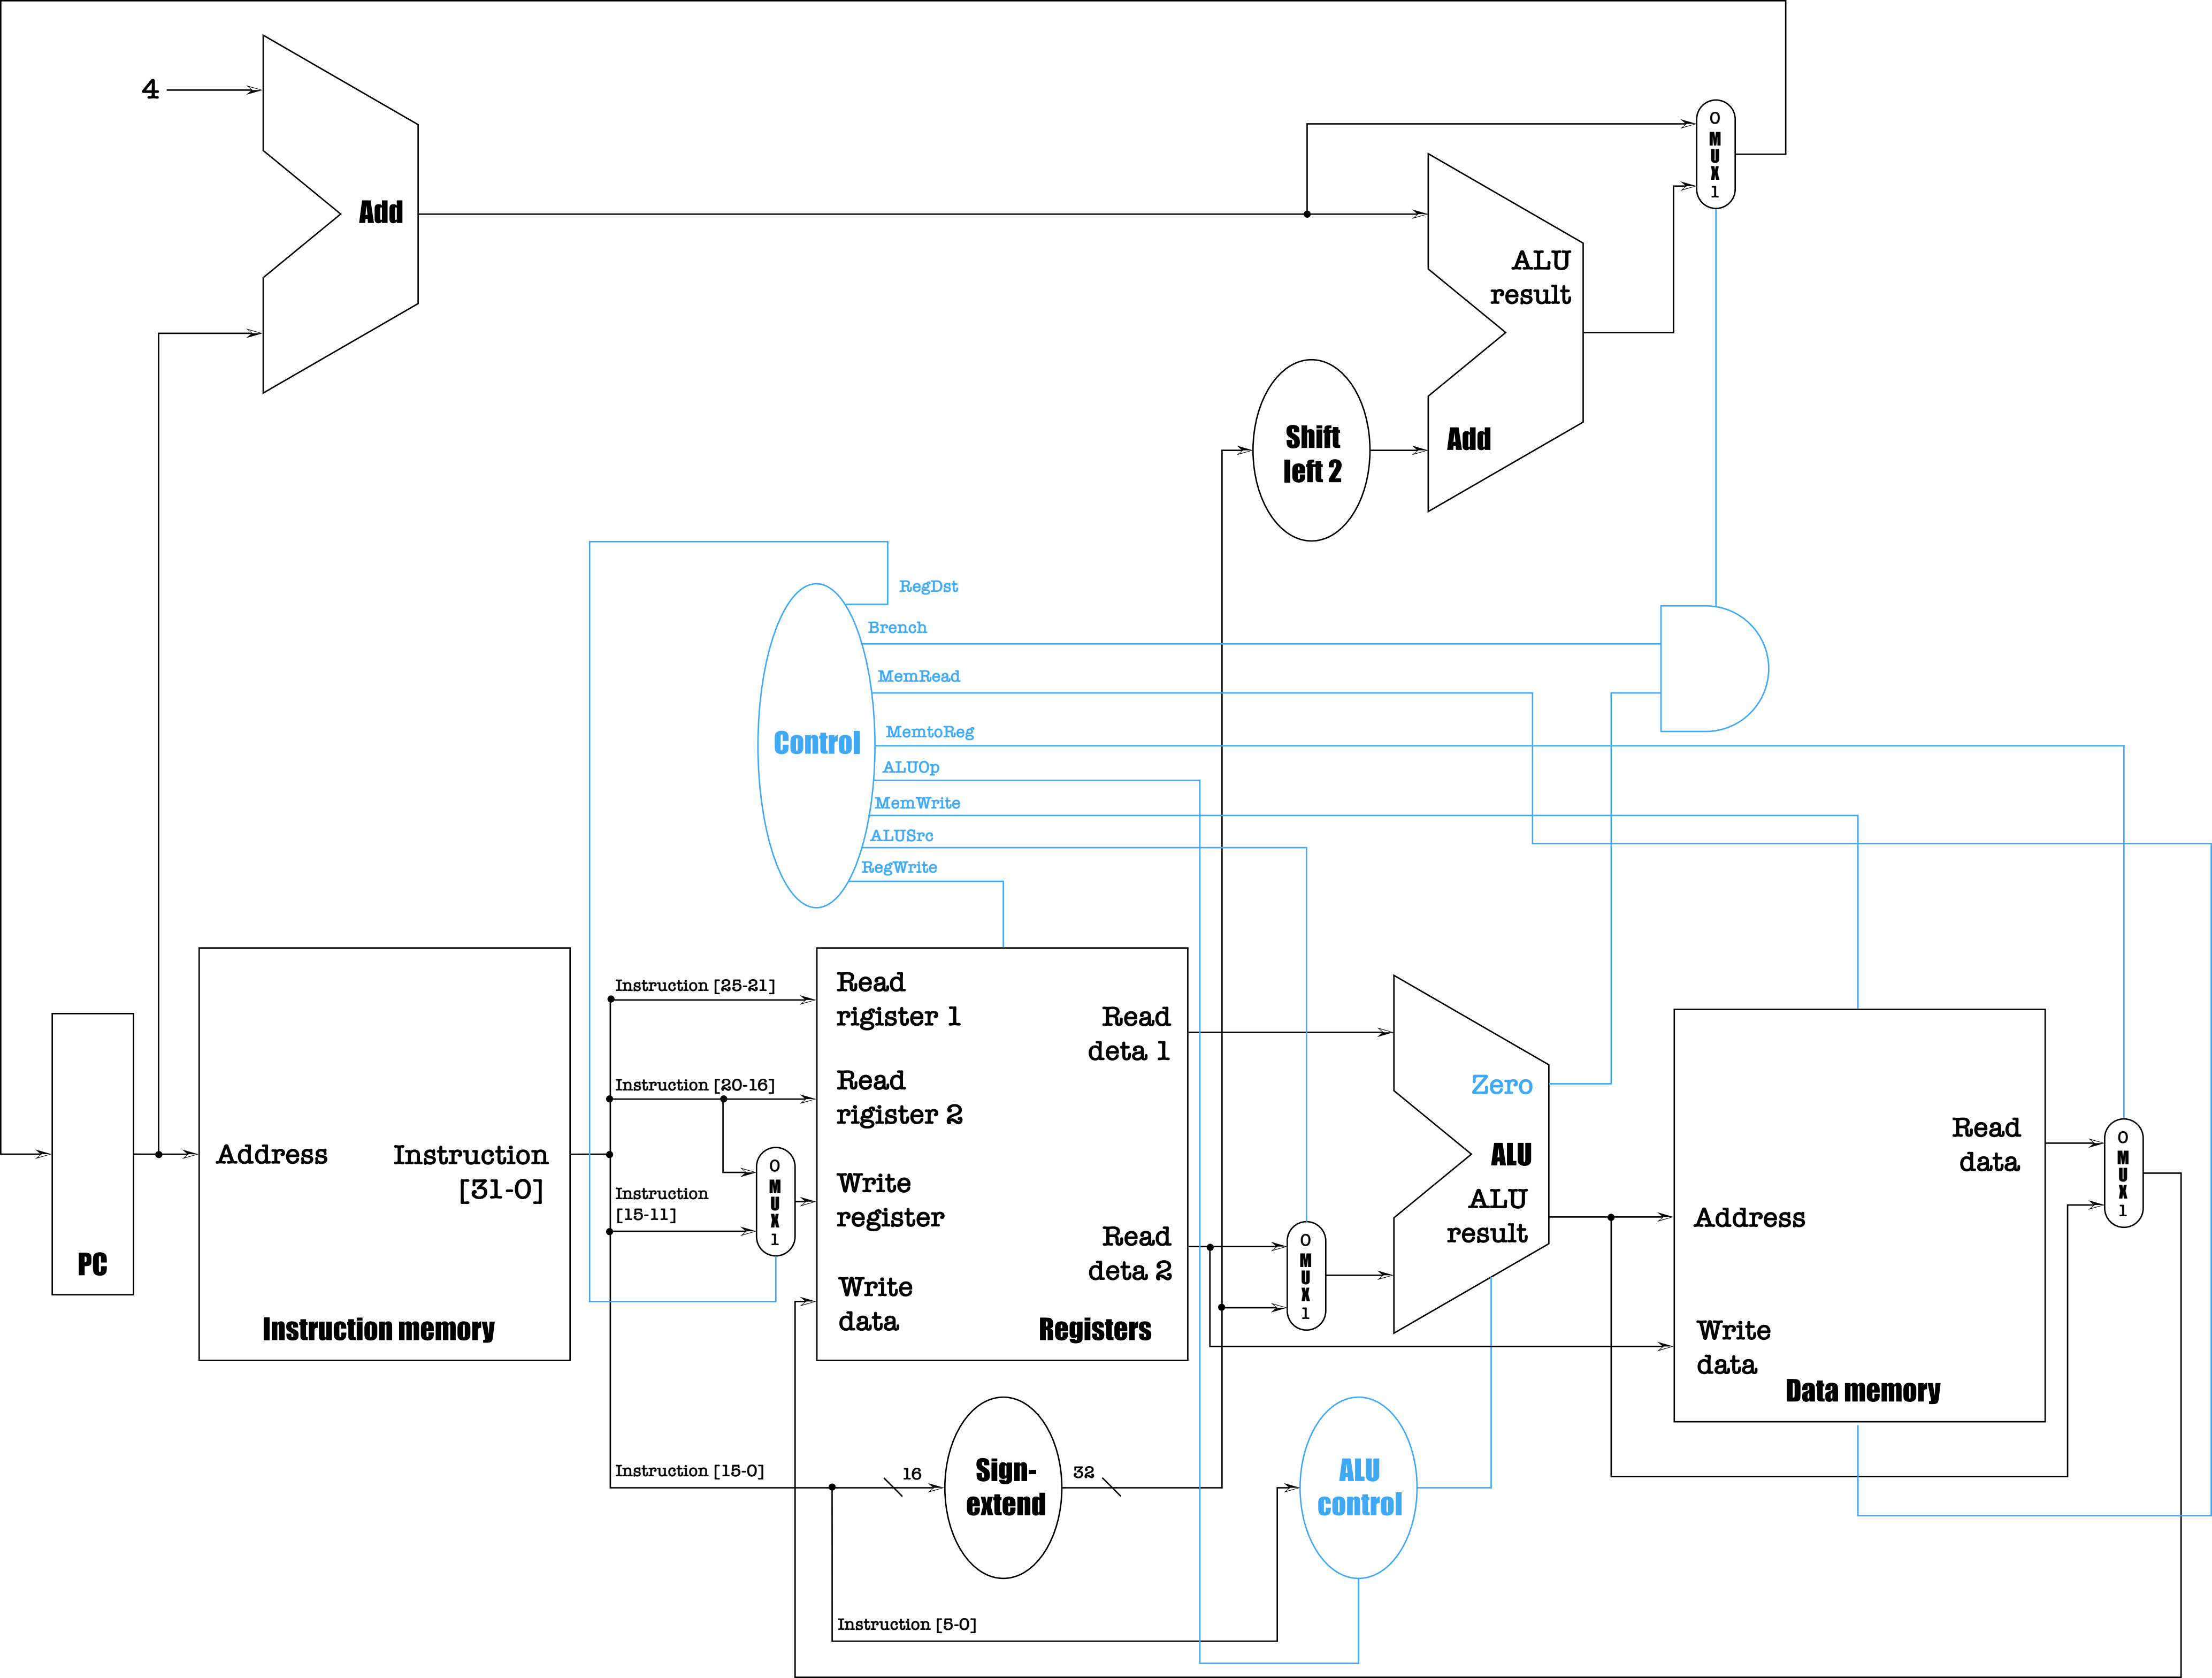 4
Add
0
M
U
X
1
ALU
result
Add
Shift
left 2
RegDst
Brench
MemRead
MemtoReg
ALUOp
MemWrite
ALUSrc
RegWrite
Control
PC
Address
Instruction
[31-0]
Instruction memory
Instruction [25-21]
Instruction [20-16]
Instruction
[15-11]
0
M
U
X
1
Instruction [15-0]
Instruction [5-0]
Read
rigister 1
Read
rigister 2
Write
register
Write
data
Read
deta 1
Read
deta 2
Registers
16
Sign-
extend
32
0
M
U
X
1
Zero
ALU
ALU
result
ALU
control
Address
Write
data
Read
data
Data memory
0
M
U
X
1